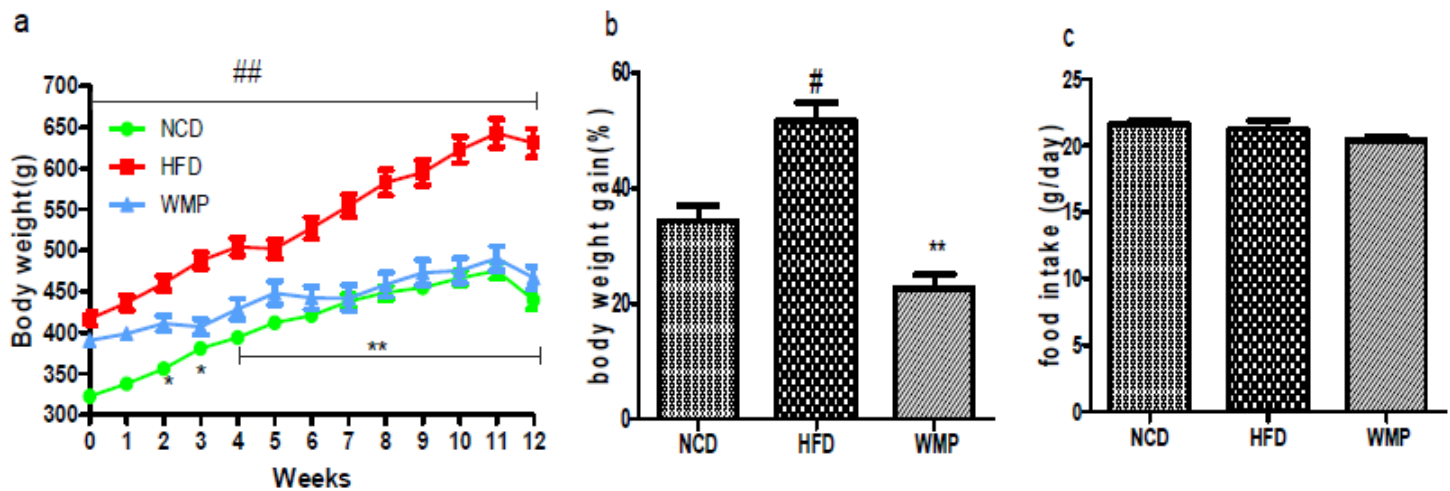 a
##
700
650
600
550
500
450
400
350
300
Body weight(g)
NCD
HFD
WMP
*
*
**
0 1 2 3 4 5 6 7 8 9 10 11 12
Weeks
b
60
40
20
0
body weight gain(%)
#
**
NCD HFD WMP
c
25
20
15
10
5
0
food intake (g/day)
NCD HFD WMP